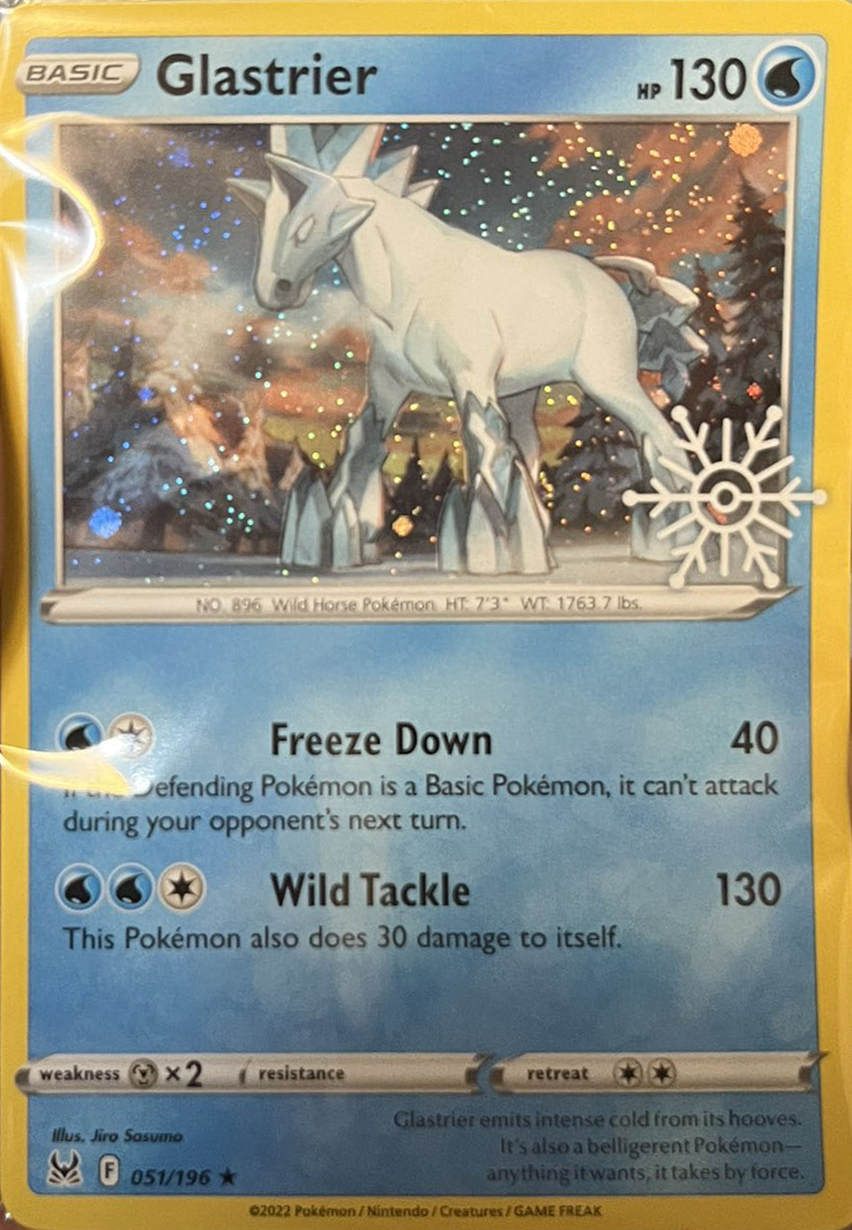 BASIC Glastrier HP 130
NO. 896 Wild Horse Pokémon HT: 7'3" WT: 1763.7 lbs.
Freeze Down 40
Defending Pokémon is a Basic Pokémon, it can't attack
during your opponent's next turn.
Wild Tackle 130
This Pokémon also does 30 damage to itself.
weakness ×2 resistance retreat
Illus. Jiro Sasumo
Glastrier emits intense cold from its hooves.
It's also a belligerent Pokémon—
anything it wants, it takes by force.
F 051/196 ★
©2022 Pokémon / Nintendo / Creatures / GAME FREAK